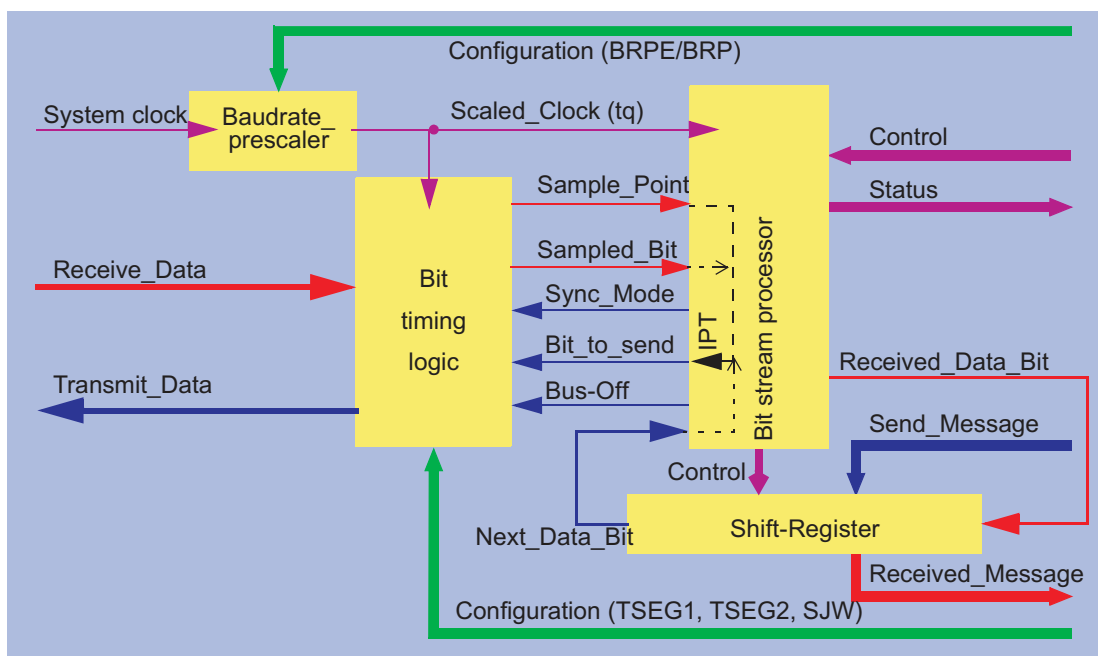 Configuration (BRPE/BRP)
System clock
Baudrate_
prescaler
Scaled_Clock (tq)
Control
Sample_Point
Status
Sampled_Bit
Receive_Data
Bit
timing
logic
Sync_Mode
IPT
Bit stream processor
Bit_to_send
Received_Data_Bit
Transmit_Data
Bus-Off
Send_Message
Control
Next_Data_Bit
Shift-Register
Received_Message
Configuration (TSEG1, TSEG2, SJW)